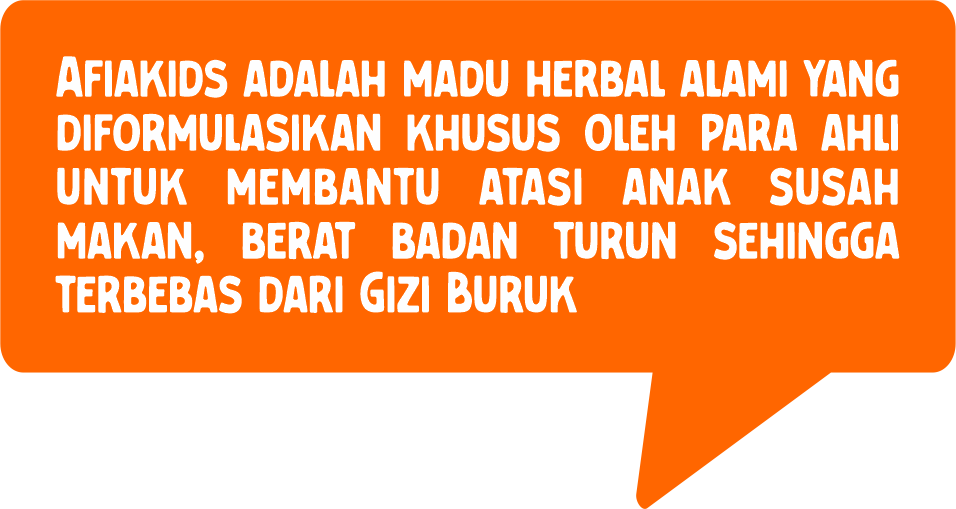 Afiakids adalah madu herbal alami yang
diformulasikan khusus oleh para ahli
untuk membantu atasi anak susah
makan, berat badan turun sehingga
terbebas dari Gizi Buruk